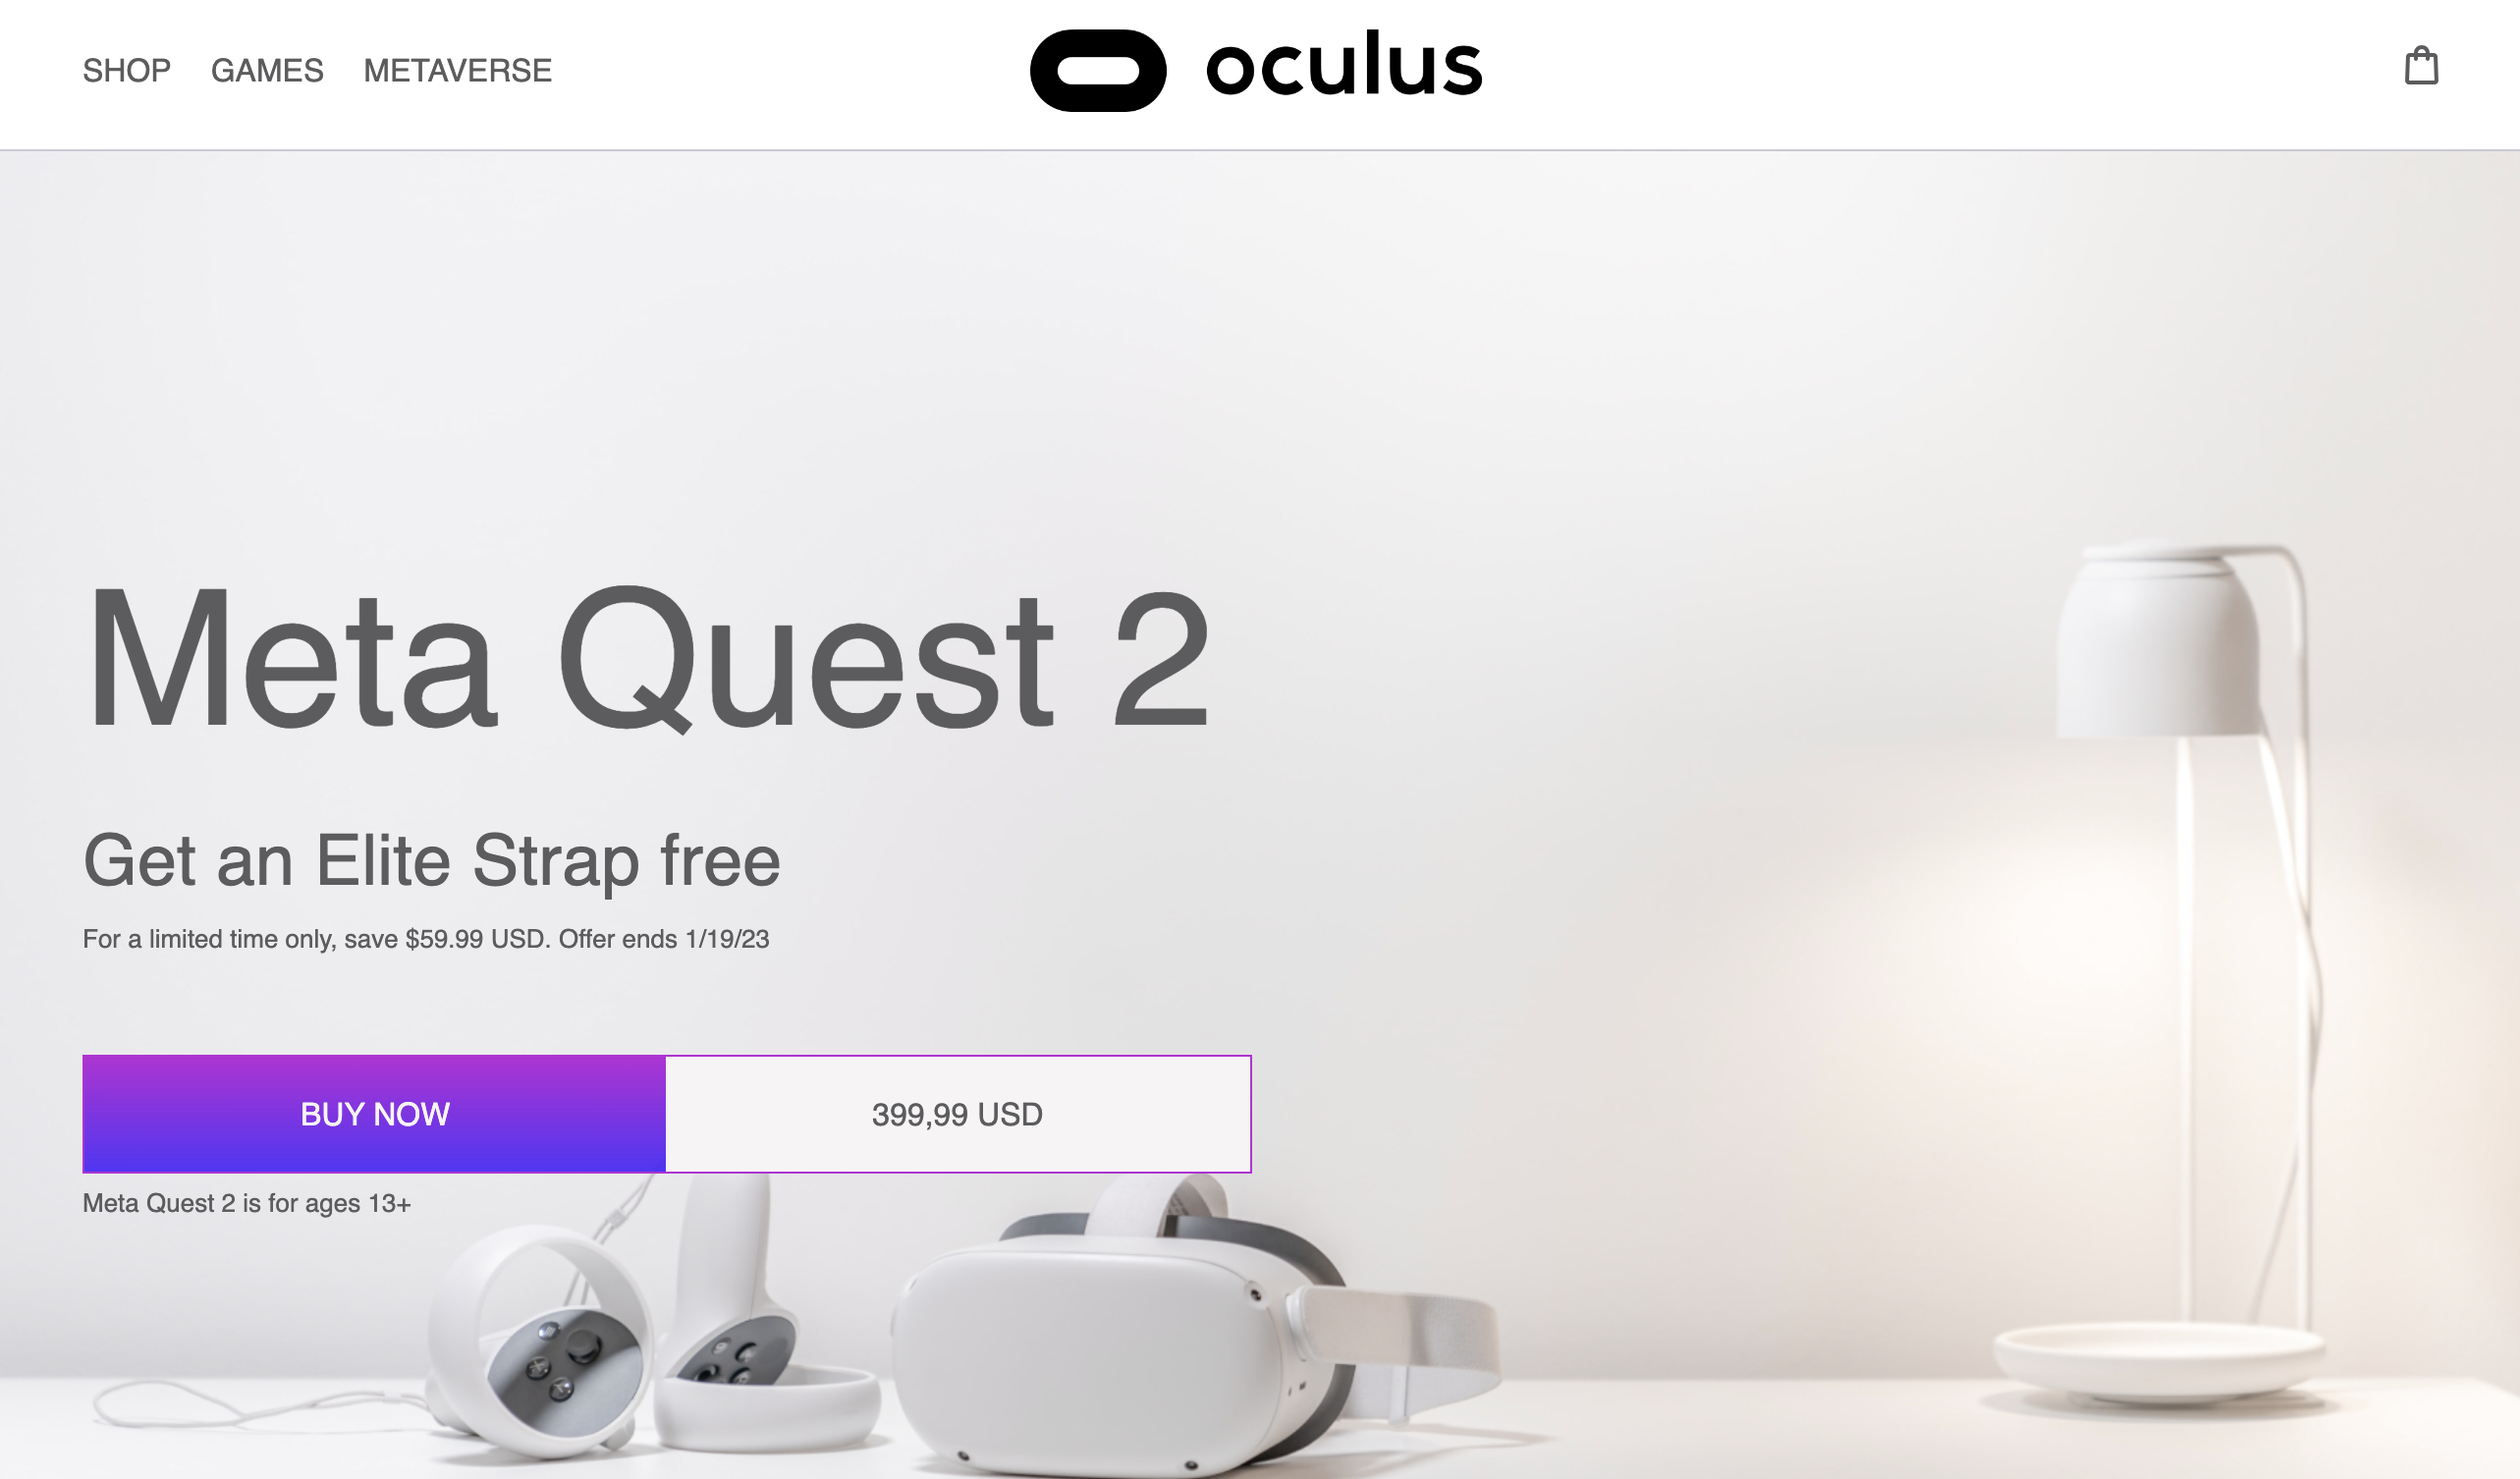 SHOP GAMES METAVERSE
oculus
Meta Quest 2
Get an Elite Strap free
For a limited time only, save $59.99 USD. Offer ends 1/19/23
BUY NOW 399,99 USD
Meta Quest 2 is for ages 13+